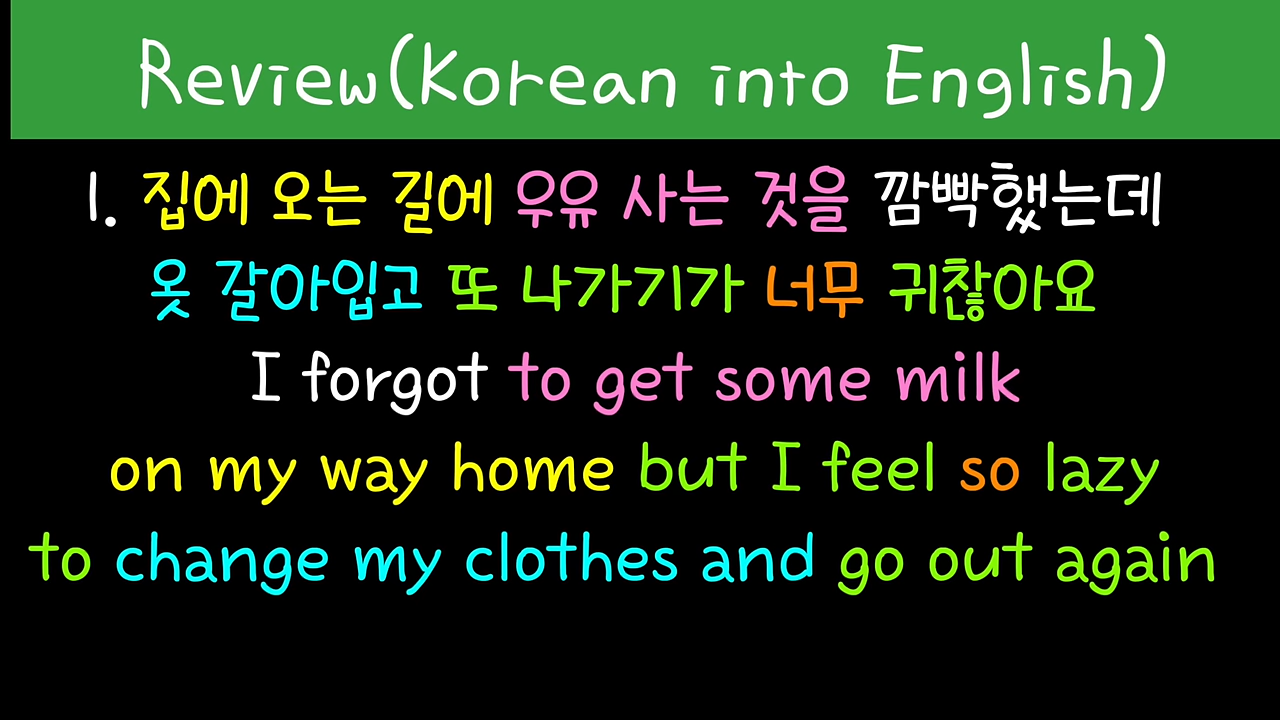 Review(Korean into English)
1. 집에 오는 길에 우유 사는 것을 깜빡했는데
옷 갈아입고 또 나가기가 너무 귀찮아요
I forgot to get some milk
on my way home but I feel so lazy
to change my clothes and go out again